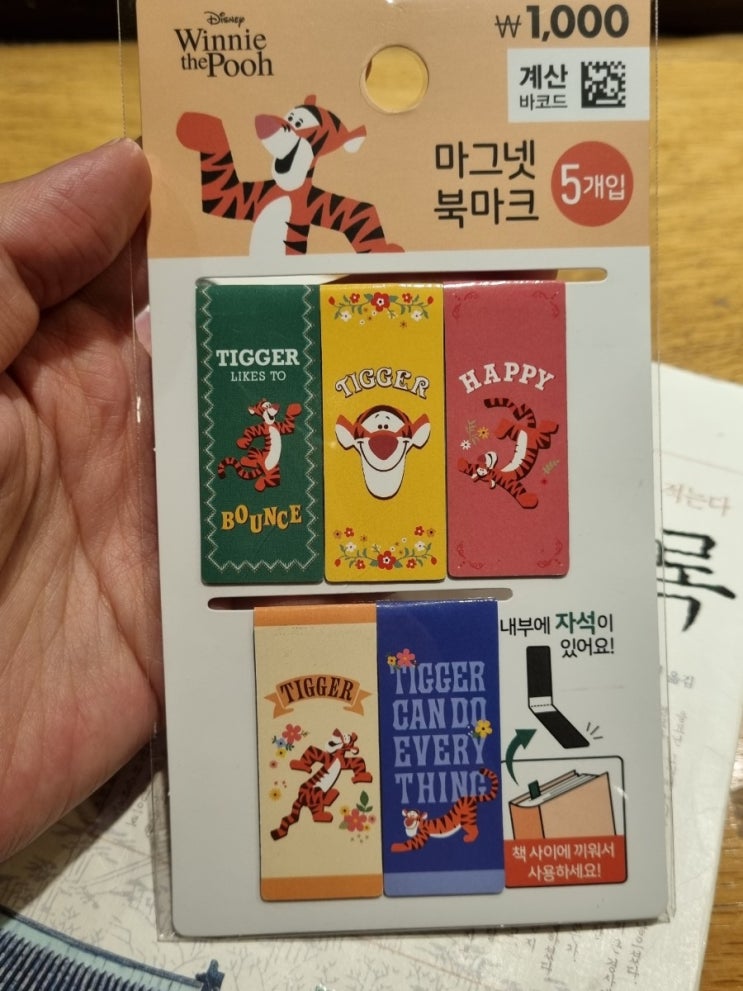 Disney
Winnie
the Pooh
₩1,000
계산
바코드
마그넷
북마크
5개입
TIGGER
LIKES TO
BOUNCE
TIGGER
HAPPY
TIGGER
TIGGER
CAN DO
EVERY
THING
내부에 자석이
있어요!
책 사이에 끼워서
사용하세요!